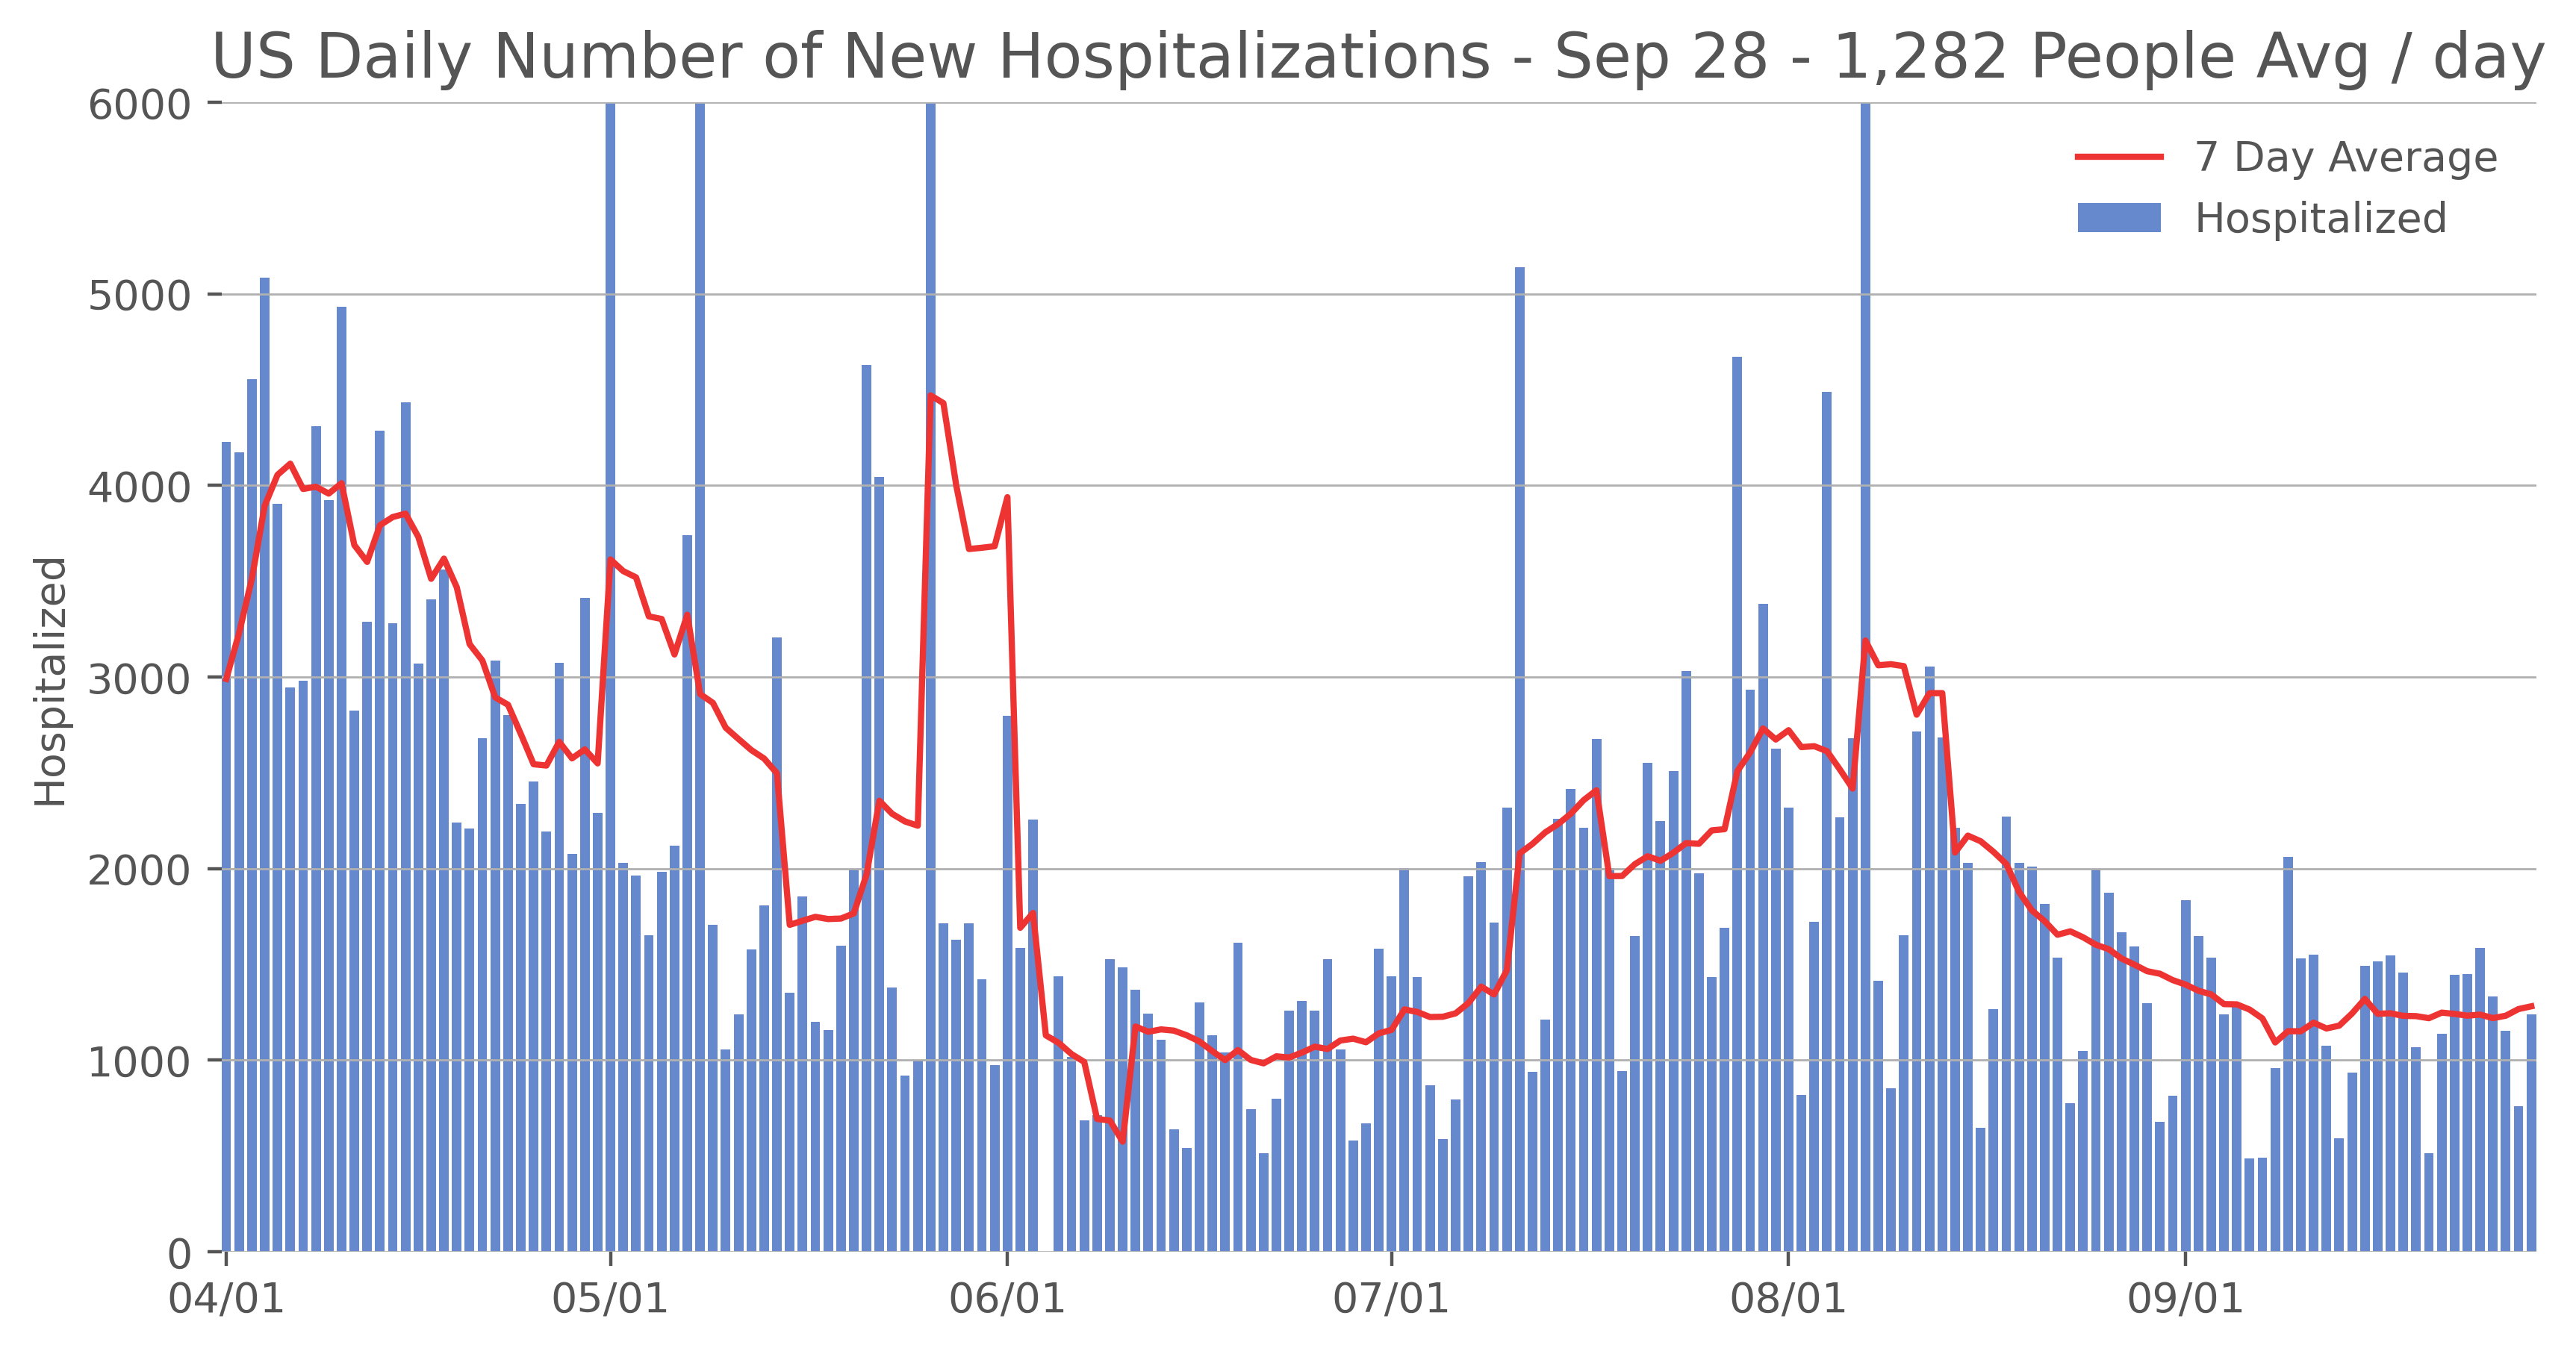 US Daily Number of New Hospitalizations - Sep 28 - 1,282 People Avg / day
6000
5000
4000
3000
2000
1000
0
Hospitalized
7 Day Average
Hospitalized
04/01 05/01 06/01 07/01 08/01 09/01